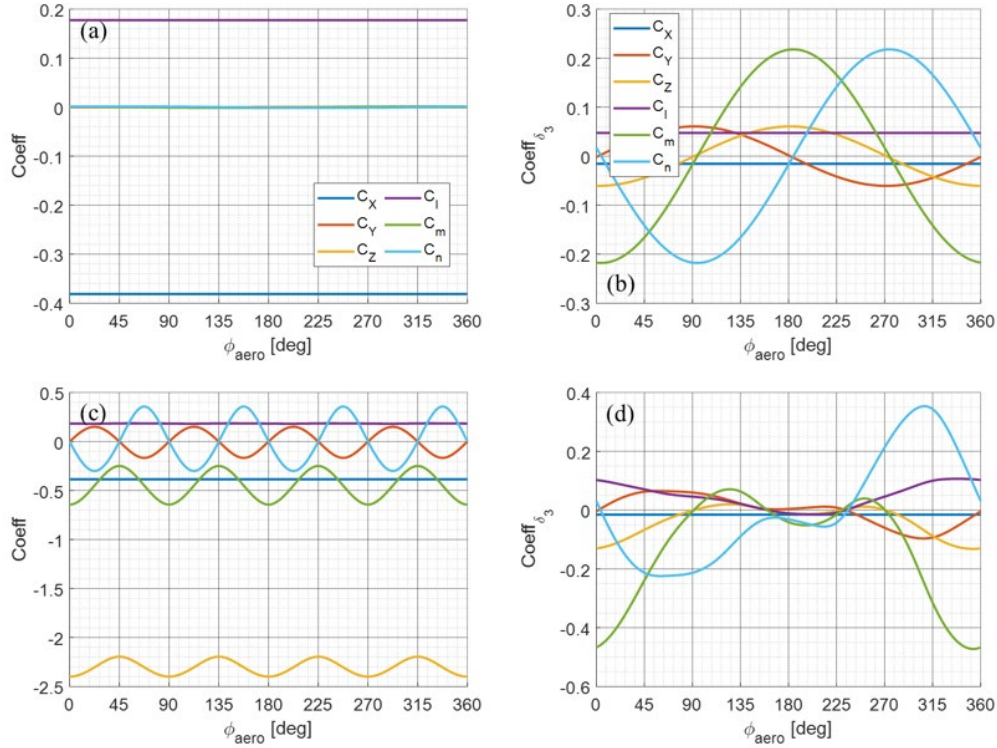 (a)
0.2
0.1
0
-0.1
-0.2
-0.3
-0.4
Coeff
C_X C_l
C_Y C_m
C_Z C_n
0 45 90 135 180 225 270 315 360
ϕ_aero [deg]
0.3
0.2
0.1
0
-0.1
-0.2
-0.3
Coeff_δ_3
C_X
C_Y
C_Z
C_l
C_m
C_n
(b)
0 45 90 135 180 225 270 315 360
ϕ_aero [deg]
(c)
0.5
0
-0.5
-1
-1.5
-2
-2.5
Coeff
0 45 90 135 180 225 270 315 360
ϕ_aero [deg]
(d)
0.4
0.2
0
-0.2
-0.4
-0.6
Coeff_δ_3
0 45 90 135 180 225 270 315 360
ϕ_aero [deg]